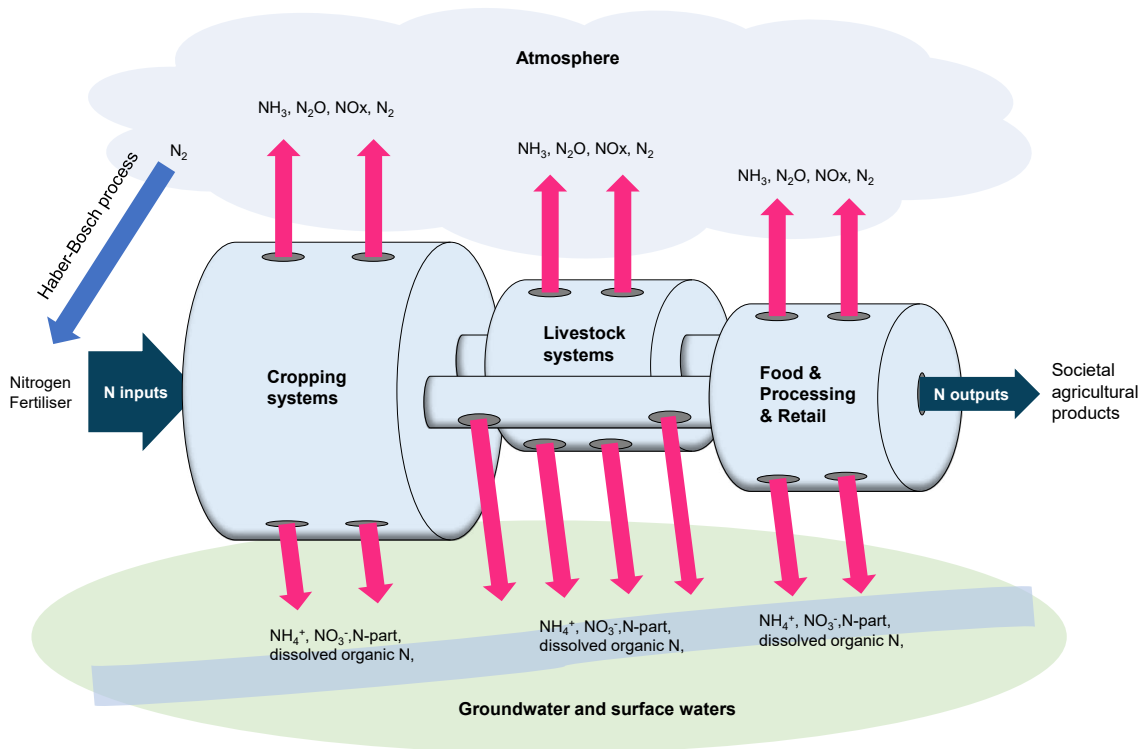 Atmosphere
NH₃, N₂O, NOx, N₂
NH₃, N₂O, NOx, N₂
NH₃, N₂O, NOx, N₂
N₂
Haber-Bosch process
Nitrogen
Fertiliser
N inputs
Cropping
systems
Livestock
systems
Food &
Processing
& Retail
N outputs
Societal
agricultural
products
NH₄⁺, NO₃⁻,N-part,
dissolved organic N,
NH₄⁺, NO₃⁻,N-part,
dissolved organic N,
NH₄⁺, NO₃⁻,N-part,
dissolved organic N,
Groundwater and surface waters